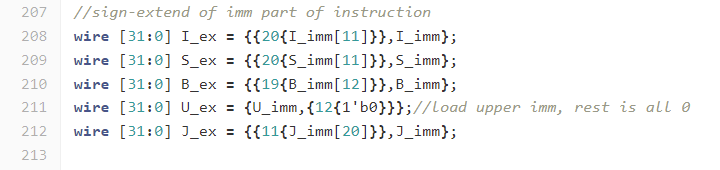 207 //sign-extend of imm part of instruction
208 wire [31:0] I_ex = {{20{I_imm[11]}},I_imm};
209 wire [31:0] S_ex = {{20{S_imm[11]}},S_imm};
210 wire [31:0] B_ex = {{19{B_imm[12]}},B_imm};
211 wire [31:0] U_ex = {U_imm,{12{1'b0}}};//load upper imm, rest is all 0
212 wire [31:0] J_ex = {{11{J_imm[20]}},J_imm};
213